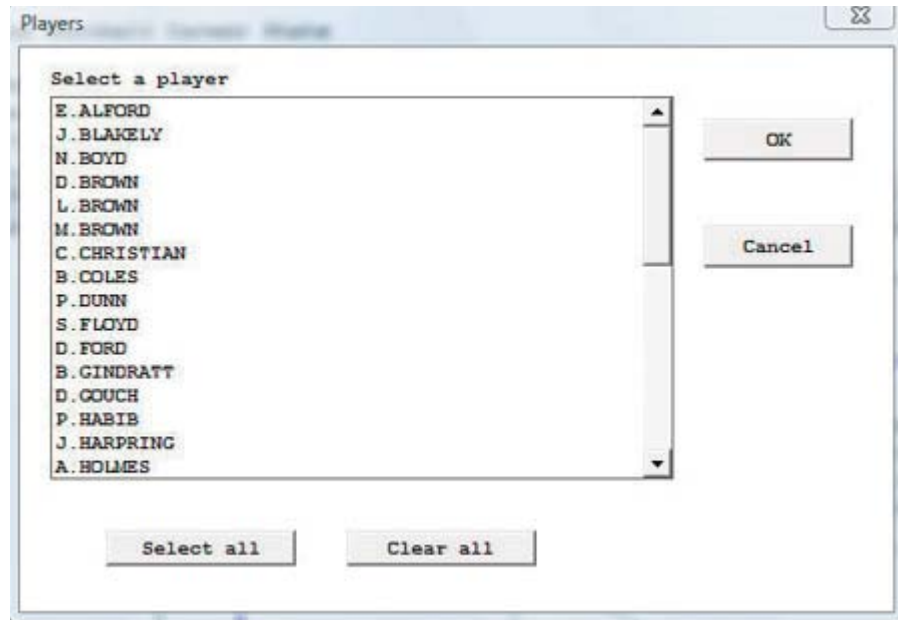 Players
Select a player
E.ALFORD
J.BLAKELY
N.BOYD
D.BROWN
L.BROWN
M.BROWN
C.CHRISTIAN
B.COLES
P.DUNN
S.FLOYD
D.FORD
B.GINDRATT
D.GOUCH
P.HABIB
J.HARPRING
A.HOLMES
OK
Cancel
Select all
Clear all